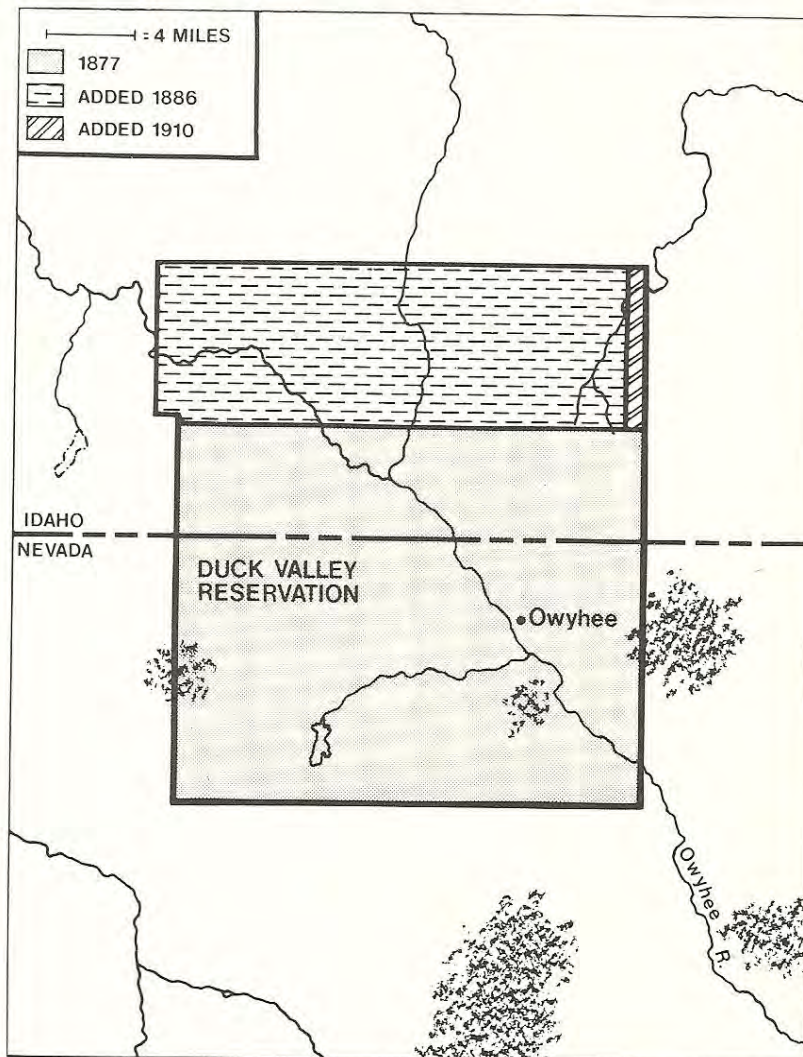 = 4 MILES
1877
ADDED 1886
ADDED 1910
IDAHO
NEVADA
DUCK VALLEY
RESERVATION
Owyhee
Owyhee R.